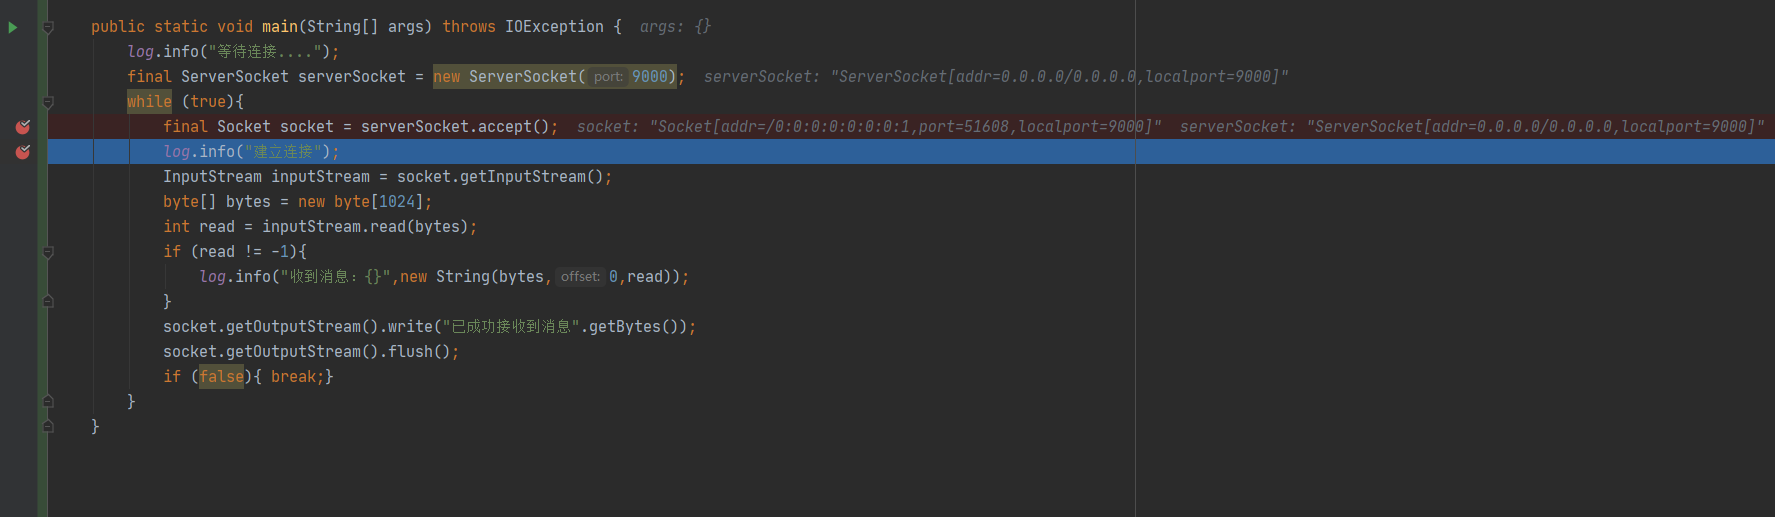 public static void main(String[] args) throws IOException {  args: {}
log.info("等待连接....");
final ServerSocket serverSocket = new ServerSocket( port: 9000);  serverSocket: "ServerSocket[addr=0.0.0.0/0.0.0.0,localport=9000]"
while (true){
final Socket socket = serverSocket.accept();  socket: "Socket[addr=/0:0:0:0:0:0:0:1,port=51608,localport=9000]"  serverSocket: "ServerSocket[addr=0.0.0.0/0.0.0.0,localport=9000]"
log.info("建立连接");
InputStream inputStream = socket.getInputStream();
byte[] bytes = new byte[1024];
int read = inputStream.read(bytes);
if (read != -1){
log.info("收到消息：{}",new String(bytes, offset: 0,read));
}
socket.getOutputStream().write("已成功接收到消息".getBytes());
socket.getOutputStream().flush();
if (false){ break;}
}
}